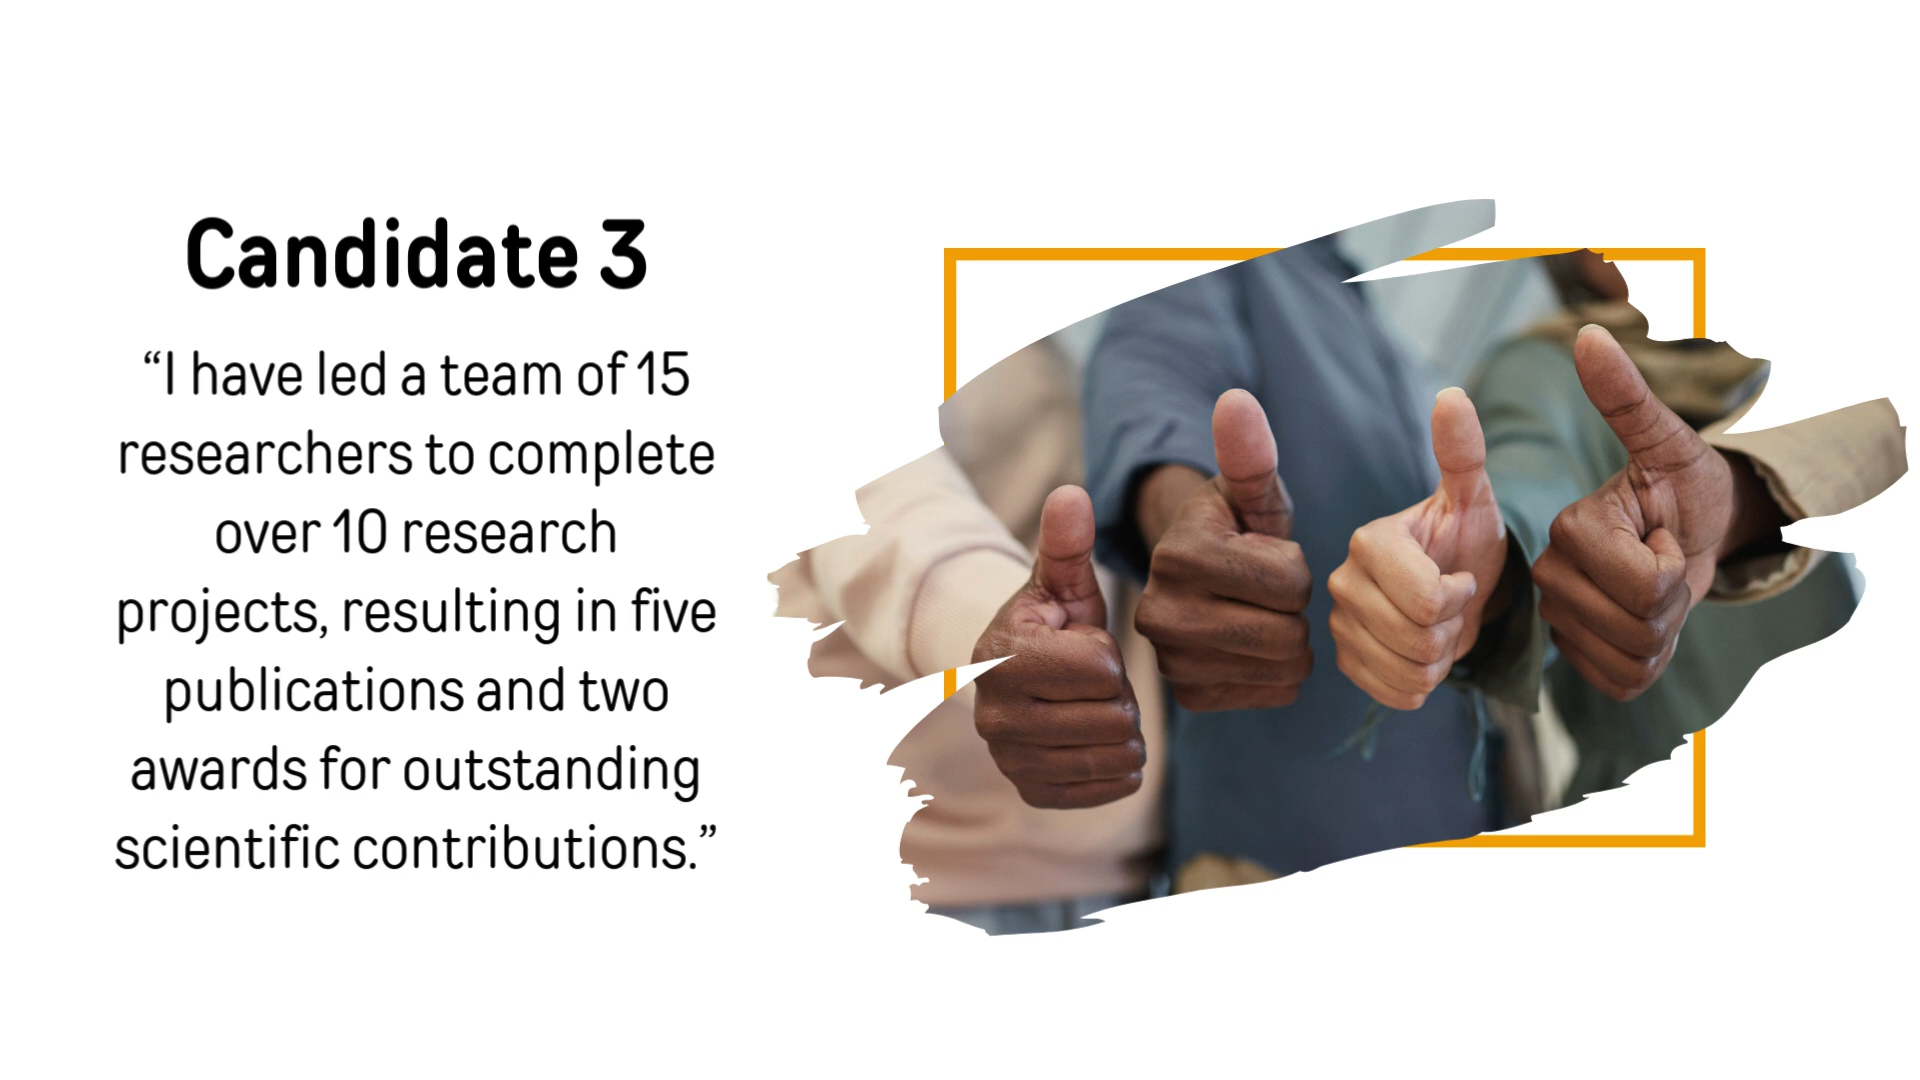 Candidate 3
“I have led a team of 15
researchers to complete
over 10 research
projects, resulting in five
publications and two
awards for outstanding
scientific contributions.”